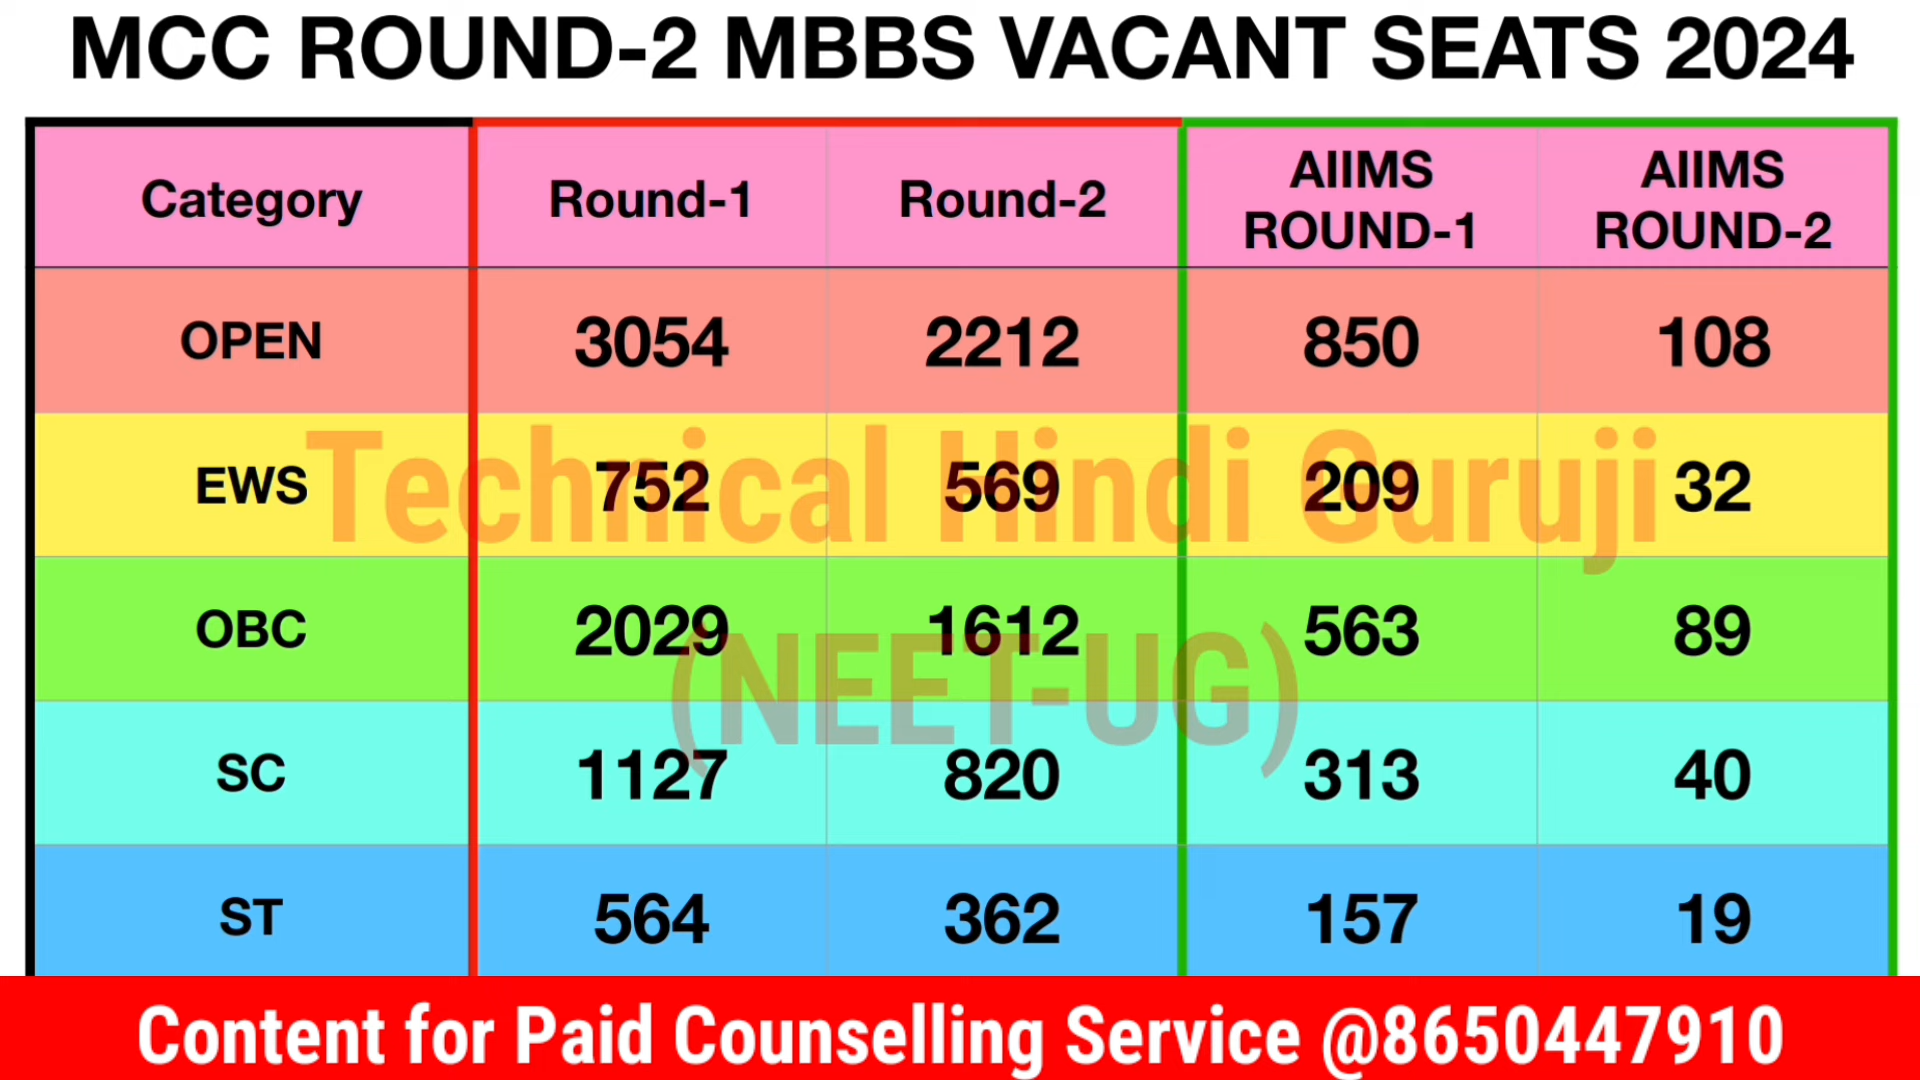 MCC ROUND-2 MBBS VACANT SEATS 2024
Category Round-1 Round-2 AIIMS ROUND-1 AIIMS ROUND-2
OPEN 3054 2212 850 108
EWS 752 569 209 32
Technical Hindi Guruji
OBC 2029 1612 563 89
(NEET-UG)
SC 1127 820 313 40
ST 564 362 157 19
Content for Paid Counselling Service @8650447910